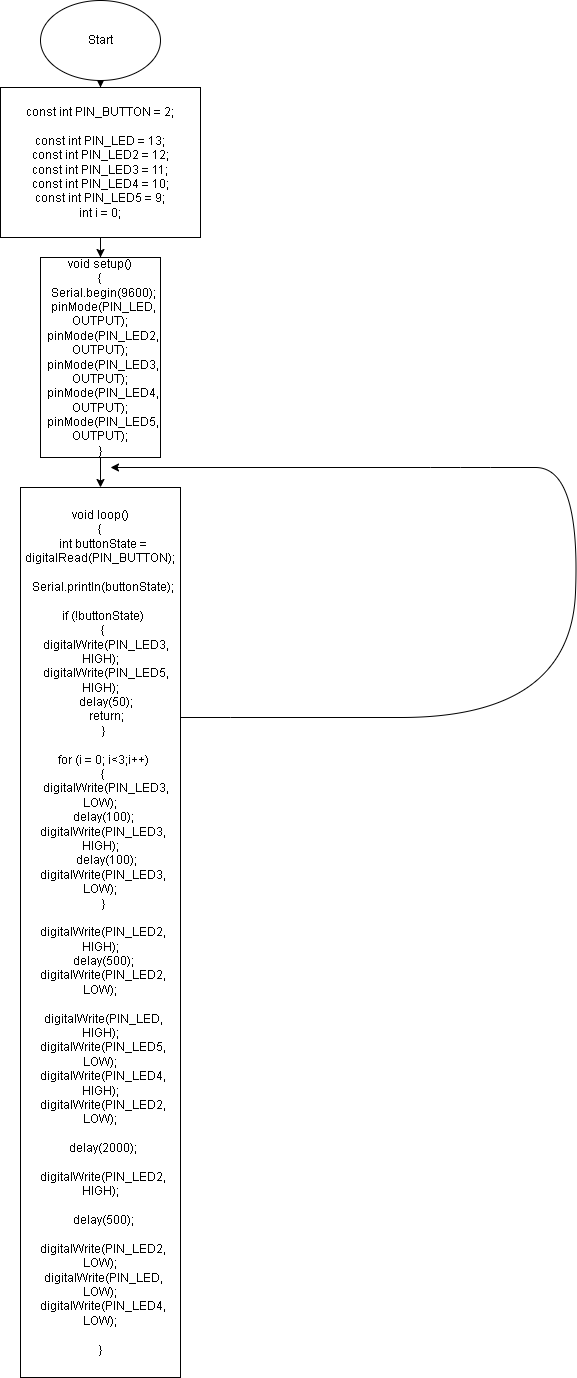 Start
const int PIN_BUTTON = 2;
const int PIN_LED = 13;
const int PIN_LED2 = 12;
const int PIN_LED3 = 11;
const int PIN_LED4 = 10;
const int PIN_LED5 = 9;
int i = 0;
void setup()
{
Serial.begin(9600);
pinMode(PIN_LED,
OUTPUT);
pinMode(PIN_LED2,
OUTPUT);
pinMode(PIN_LED3,
OUTPUT);
pinMode(PIN_LED4,
OUTPUT);
pinMode(PIN_LED5,
OUTPUT);
}
void loop()
{
int buttonState =
digitalRead(PIN_BUTTON);
Serial.println(buttonState);
if (!buttonState)
{
digitalWrite(PIN_LED3,
HIGH);
digitalWrite(PIN_LED5,
HIGH);
delay(50);
return;
}
for (i = 0; i<3;i++)
{
digitalWrite(PIN_LED3,
LOW);
delay(100);
digitalWrite(PIN_LED3,
HIGH);
delay(100);
digitalWrite(PIN_LED3,
LOW);
}
digitalWrite(PIN_LED2,
HIGH);
delay(500);
digitalWrite(PIN_LED2,
LOW);
digitalWrite(PIN_LED,
HIGH);
digitalWrite(PIN_LED5,
LOW);
digitalWrite(PIN_LED4,
HIGH);
digitalWrite(PIN_LED2,
LOW);
delay(2000);
digitalWrite(PIN_LED2,
HIGH);
delay(500);
digitalWrite(PIN_LED2,
LOW);
digitalWrite(PIN_LED,
LOW);
digitalWrite(PIN_LED4,
LOW);
}